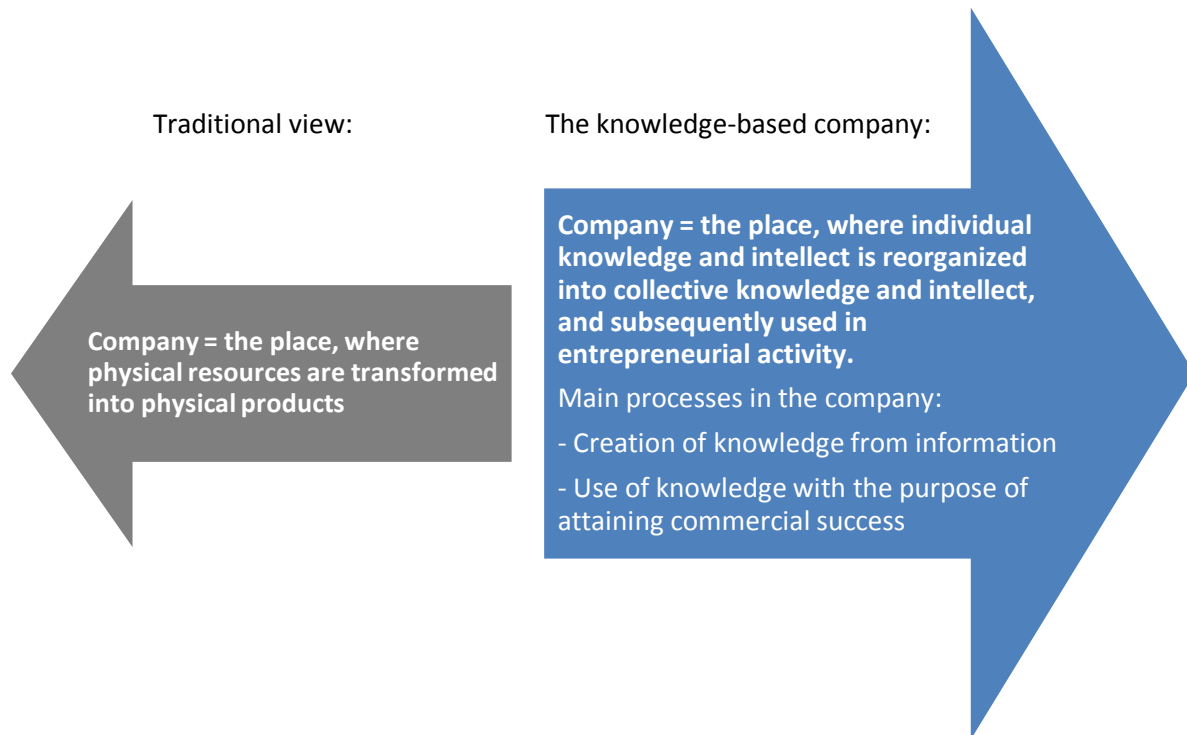 Traditional view:
Company = the place, where
physical resources are transformed
into physical products
The knowledge-based company:
Company = the place, where individual
knowledge and intellect is reorganized
into collective knowledge and intellect,
and subsequently used in
entrepreneurial activity.
Main processes in the company:
- Creation of knowledge from information
- Use of knowledge with the purpose of
attaining commercial success